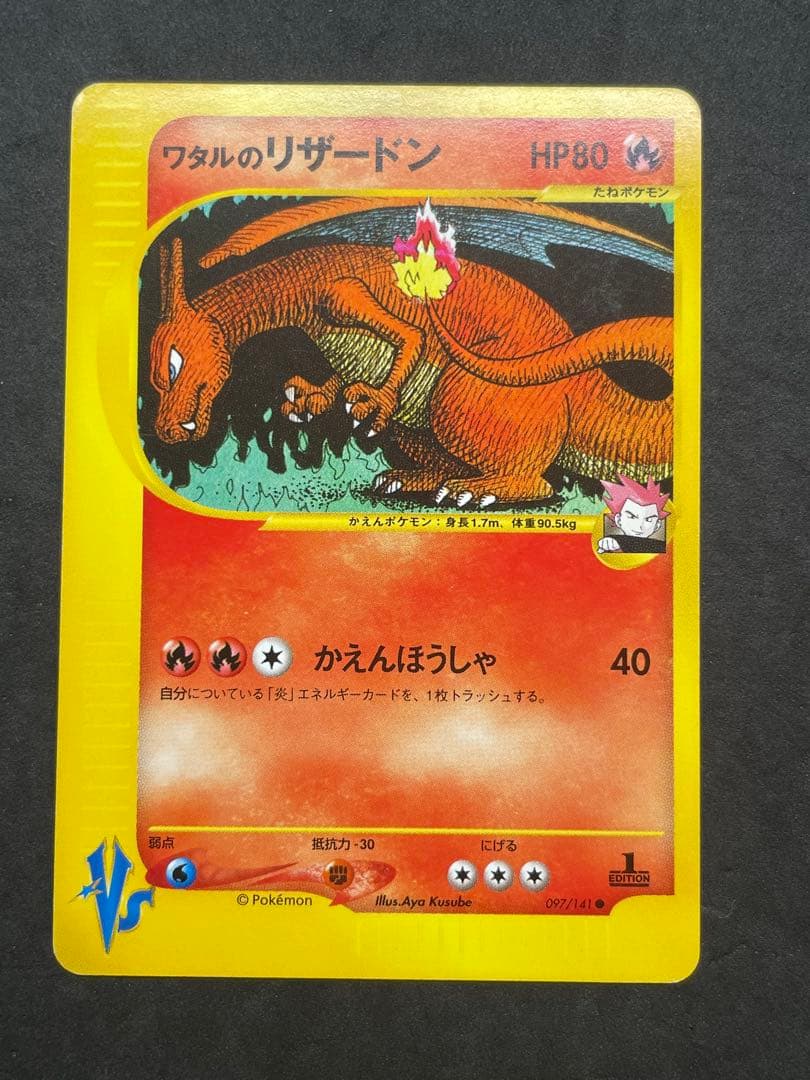 ワタルのリザードン HP80
たねポケモン
かえんポケモン：身長1.7m、体重90.5kg
かえんほうしゃ 40
自分についている「炎」エネルギーカードを、1枚トラッシュする。
弱点 抵抗力-30 にげる
1
EDITION
VS
©Pokémon Illus.Aya Kusube 097/141●